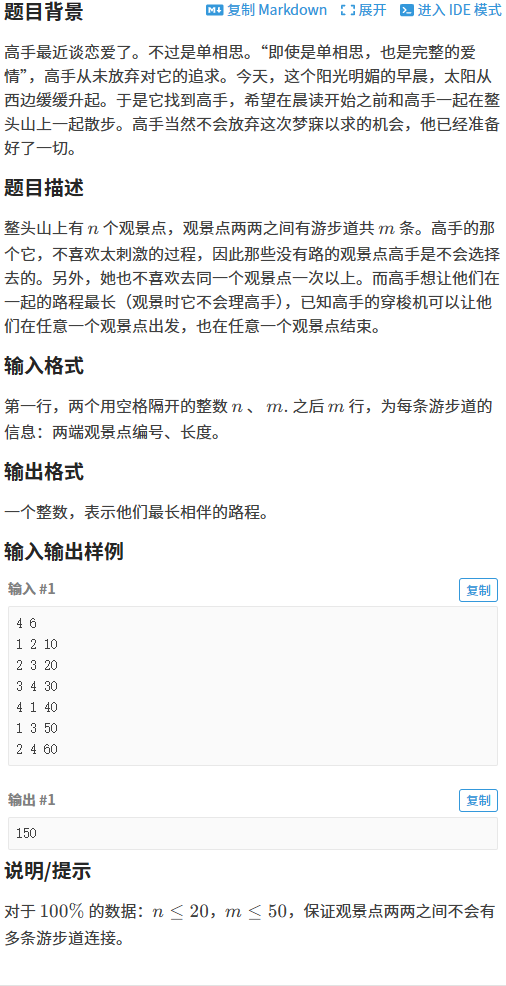 题目背景
复制 Markdown 展开 进入 IDE 模式
高手最近谈恋爱了。不过是单相思。“即使是单相思，也是完整的爱
情”，高手从未放弃对它的追求。今天，这个阳光明媚的早晨，太阳从
西边缓缓升起。于是它找到高手，希望在晨读开始之前和高手一起在鳌
头山上一起散步。高手当然不会放弃这次梦寐以求的机会，他已经准备
好了一切。
题目描述
鳌头山上有 n 个观景点，观景点两两之间有游步道共 m 条。高手的那
个它，不喜欢太刺激的过程，因此那些没有路的观景点高手是不会选择
去的。另外，她也不喜欢去同一个观景点一次以上。而高手想让他们在
一起的路程最长（观景时它不会理高手），已知高手的穿梭机可以让他
们在任意一个观景点出发，也在任意一个观景点结束。
输入格式
第一行，两个用空格隔开的整数 n 、 m. 之后 m 行，为每条游步道的
信息：两端观景点编号、长度。
输出格式
一个整数，表示他们最长相伴的路程。
输入输出样例
输入 #1
复制
4 6
1 2 10
2 3 20
3 4 30
4 1 40
1 3 50
2 4 60
输出 #1
复制
150
说明/提示
对于 100% 的数据：n ≤ 20，m ≤ 50，保证观景点两两之间不会有
多条游步道连接。